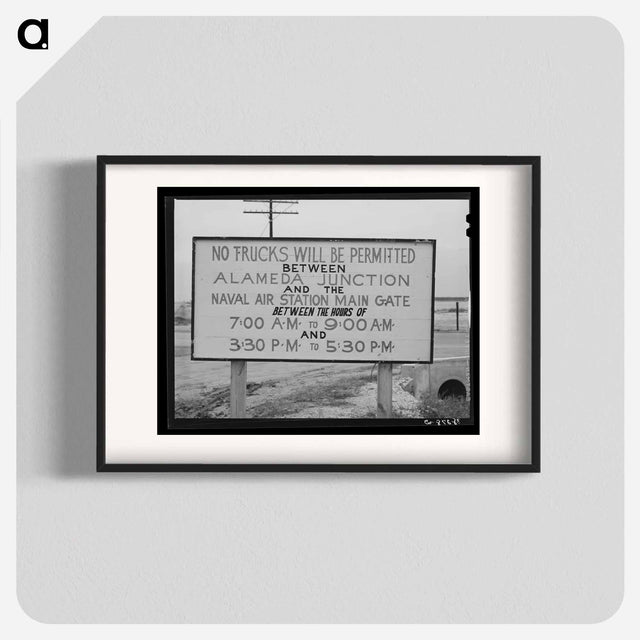 a
NO TRUCKS WILL BE PERMITTED
BETWEEN
ALAMEDA JUNCTION
AND THE
NAVAL AIR STATION MAIN GATE
BETWEEN THE HOURS OF
7:00 A·M· TO 9:00 A·M·
AND
3:30 P·M· TO 5:30 P·M·